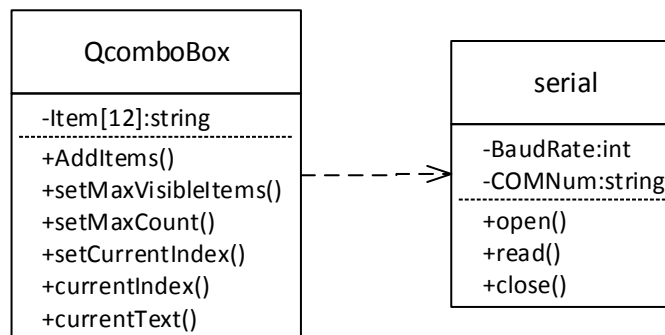 QcomboBox
-Item[12]:string
+AddItems()
+setMaxVisibleItems()
+setMaxCount()
+setCurrentIndex()
+currentIndex()
+currentText()
serial
-BaudRate:int
-COMNum:string
+open()
+read()
+close()